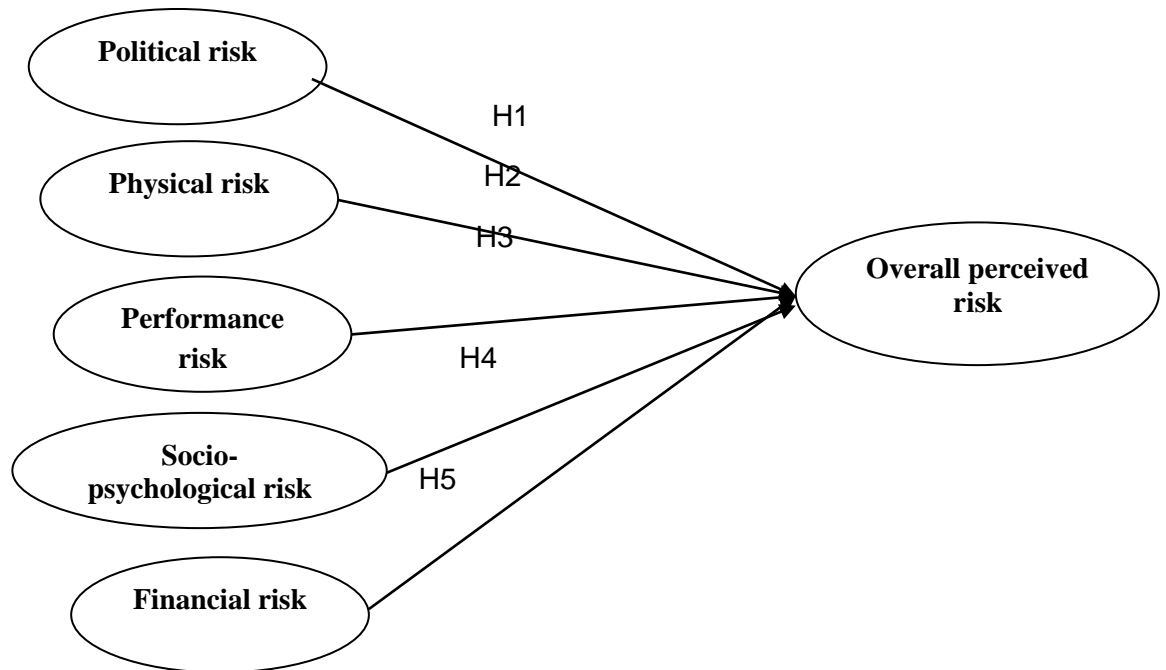 Political risk
H1
H2
Physical risk
H3
Overall perceived
risk
Performance
risk
H4
Socio-
psychological risk
H5
Financial risk